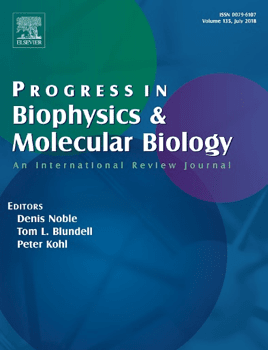 ISSN 0079-6107
Volume 135, July 2018
ELSEVIER
PROGRESS IN
Biophysics &
Molecular Biology
An International Review Journal
EDITORS
Denis Noble
Tom L. Blundell
Peter Kohl